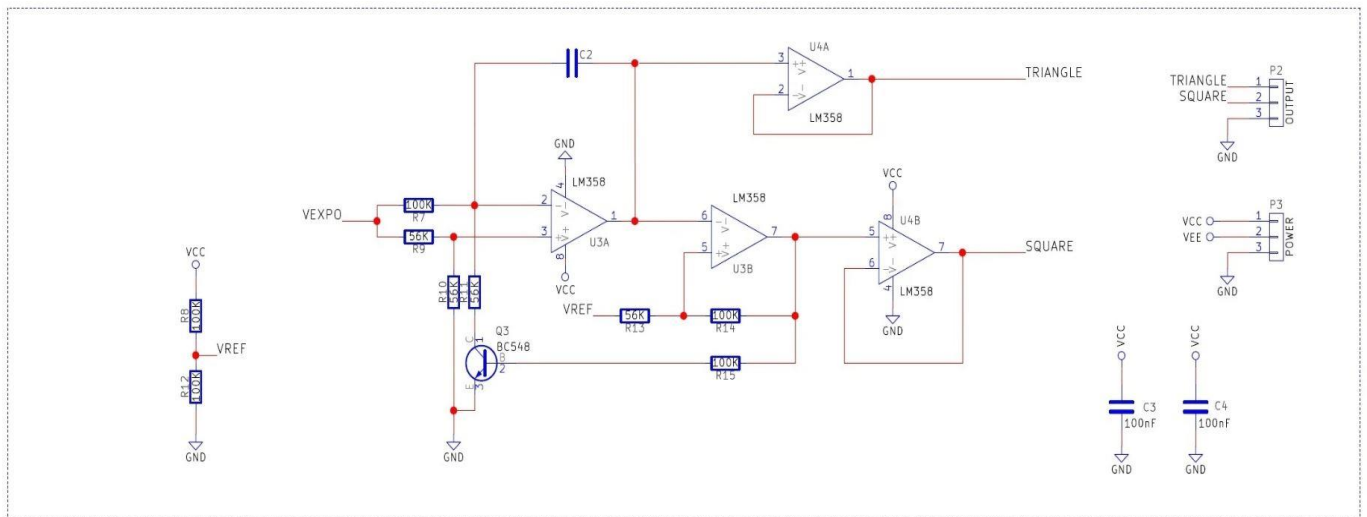 C2
3
V+
2
V-
1
U4A
LM358
TRIANGLE
GND
4
LM358
VEXPO
100K
R7
56K
R9
2
V-
3
V+
1
U3A
8
VCC
LM358
6
V-
5
V+
7
U3B
VCC
8
U4B
5
V+
6
V-
7
SQUARE
LM358
4
GND
R10
56K
R11
56K
VREF
56K
R13
100K
R14
100K
R15
Q3
BC548
C
1
B
2
E
3
GND
VCC
R8
100K
VREF
R12
100K
GND
P2
TRIANGLE
1
SQUARE
2
3
OUTPUT
GND
P3
VCC
1
VEE
2
3
POWER
GND
VCC
C3
100nF
GND
VCC
C4
100nF
GND